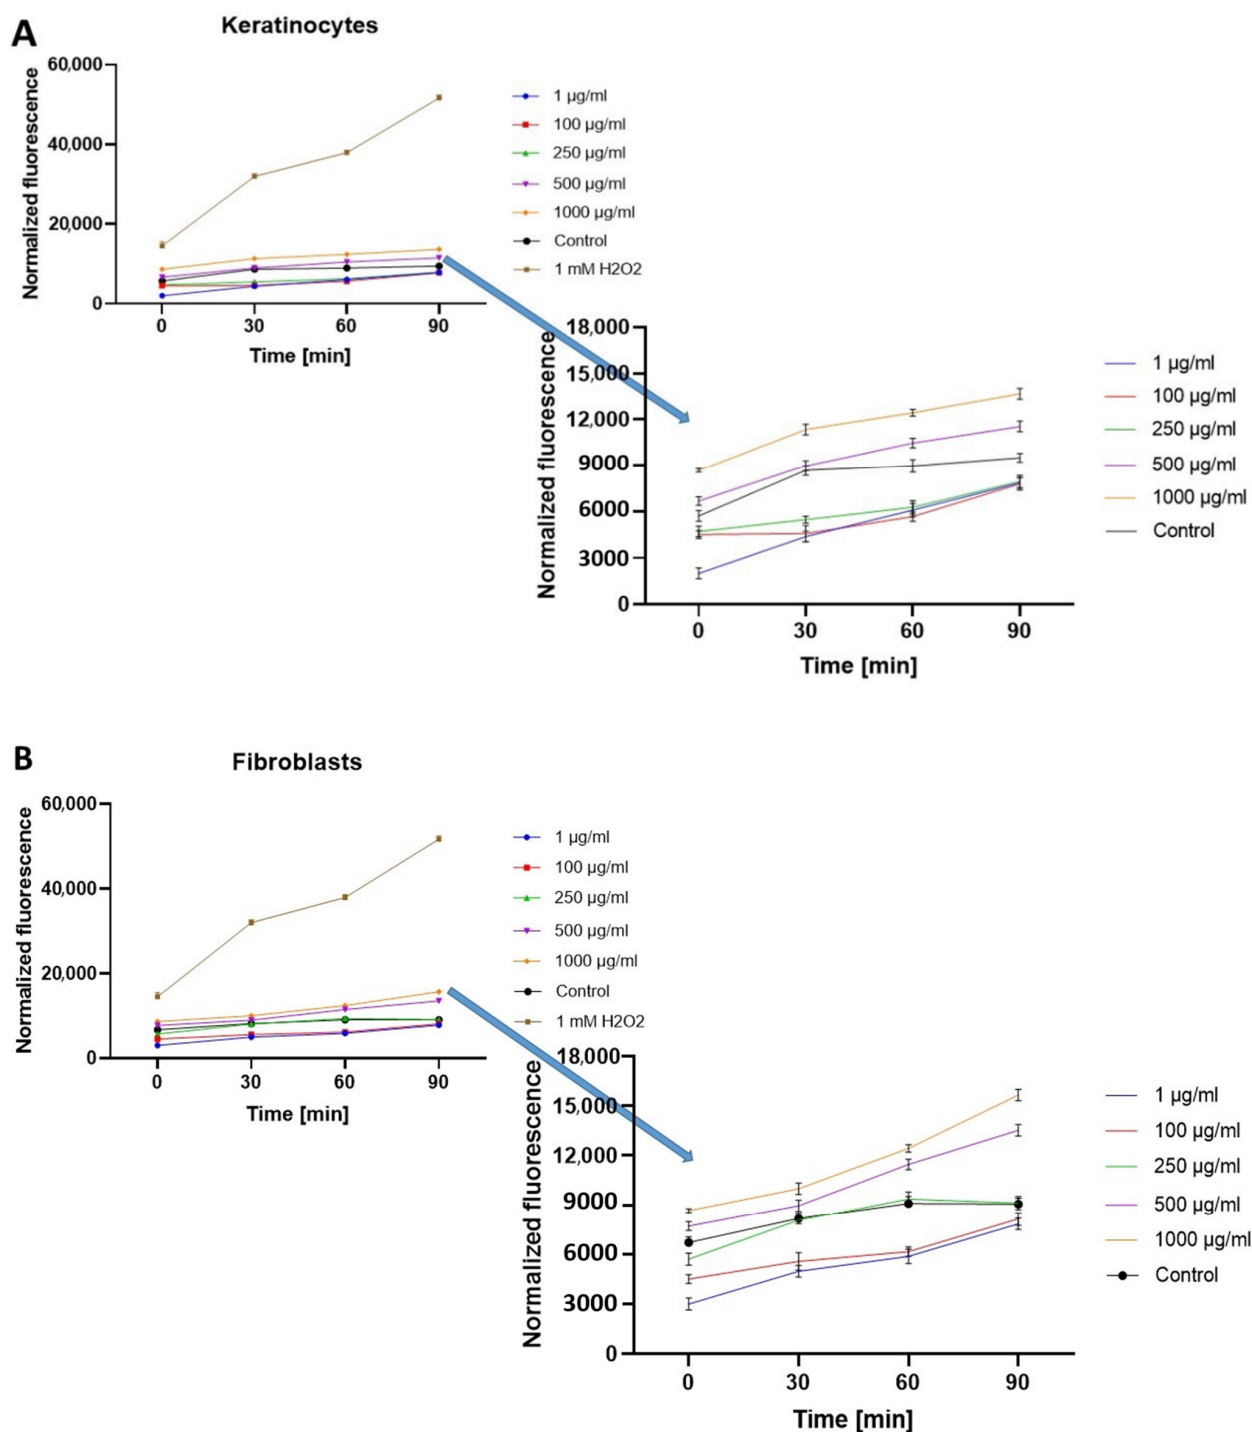 A
Keratinocytes
Normalized fluorescence
60,000
40,000
20,000
0
0 30 60 90
Time [min]
1 µg/ml
100 µg/ml
250 µg/ml
500 µg/ml
1000 µg/ml
Control
1 mM H2O2
Normalized fluorescence
18,000
15,000
12,000
9000
6000
3000
0
0 30 60 90
Time [min]
1 µg/ml
100 µg/ml
250 µg/ml
500 µg/ml
1000 µg/ml
Control
B
Fibroblasts
Normalized fluorescence
60,000
40,000
20,000
0
0 30 60 90
Time [min]
1 µg/ml
100 µg/ml
250 µg/ml
500 µg/ml
1000 µg/ml
Control
1 mM H2O2
Normalized fluorescence
18,000
15,000
12,000
9000
6000
3000
0
0 30 60 90
Time [min]
1 µg/ml
100 µg/ml
250 µg/ml
500 µg/ml
1000 µg/ml
Control